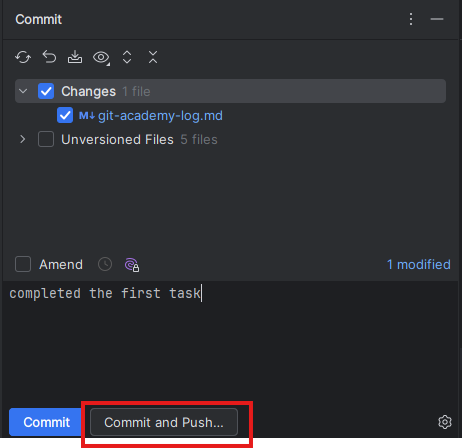 Commit
Changes 1 file
M↓ git-academy-log.md
Unversioned Files 5 files
Amend 1 modified
completed the first task
Commit Commit and Push...